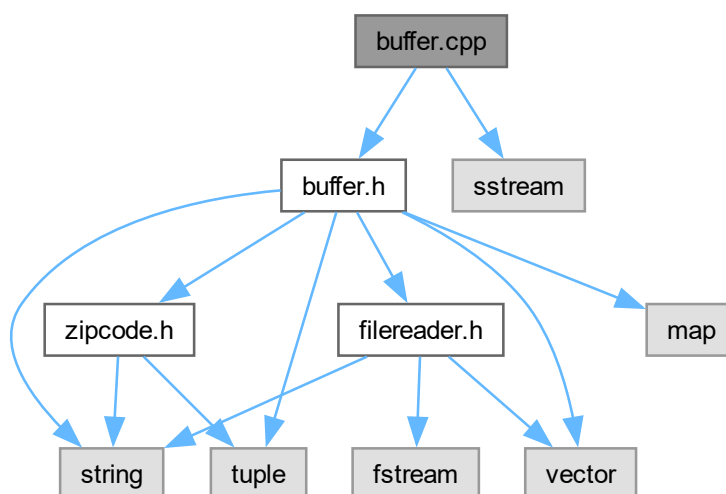 buffer.cpp
buffer.h
sstream
zipcode.h
filereader.h
map
string
tuple
fstream
vector